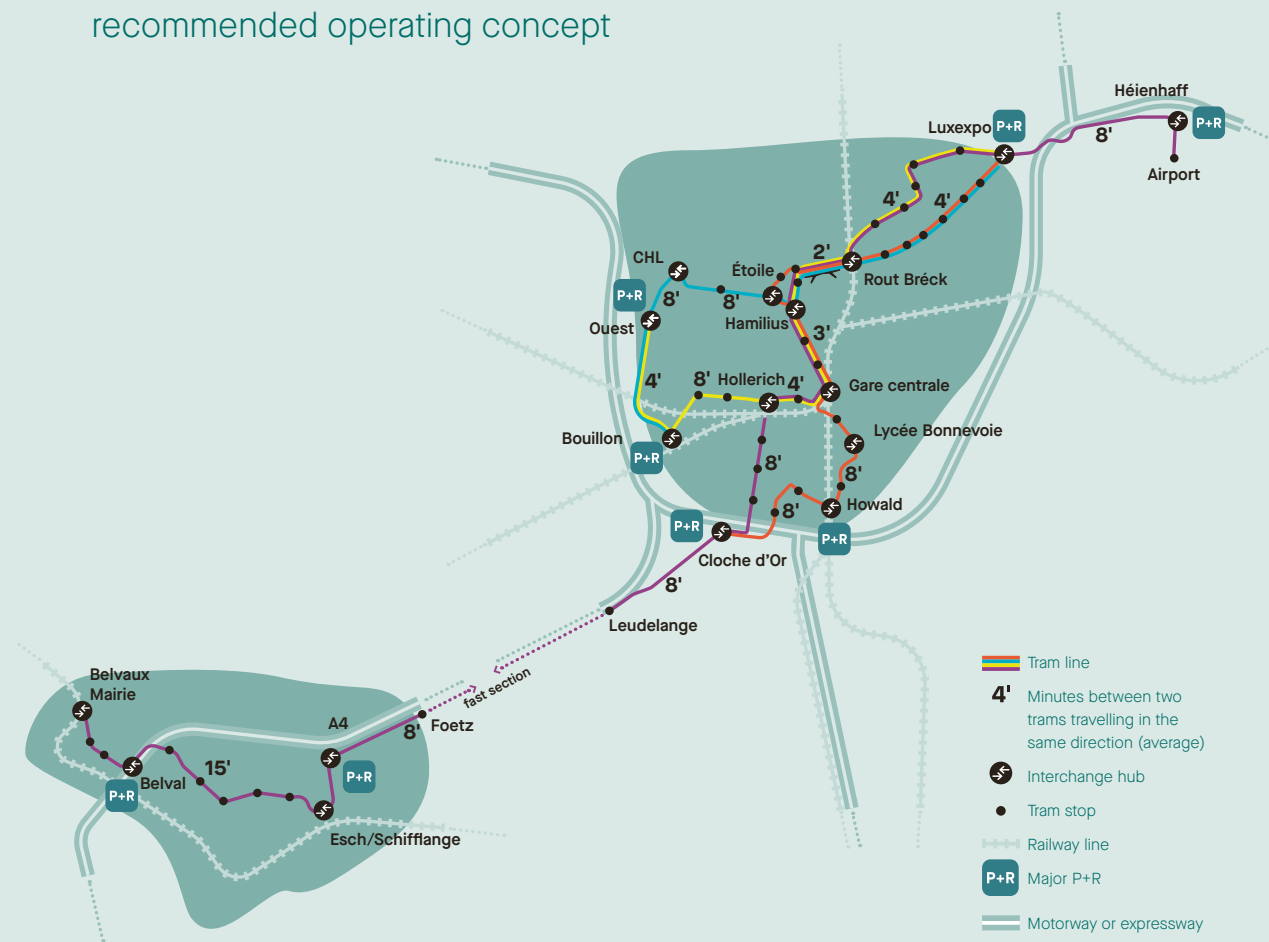 recommended operating concept
Héienhaff
P+R
Luxexpo
P+R
8'
Airport
4'
4'
2'
CHL
Étoile
Rout Bréck
P+R
8'
8'
Ouest
Hamilius
3'
4'
8'
Hollerich
4'
Gare centrale
Bouillon
Lycée Bonnevoie
P+R
8'
8'
Howald
P+R
8'
P+R
Cloche d'Or
8'
Leudelange
fast section
Belvaux
Mairie
A4
8'
Foetz
15'
P+R
Belval
P+R
Esch/Schifflange
Tram line
4'
Minutes between two
trams travelling in the
same direction (average)
Interchange hub
Tram stop
Railway line
P+R
Major P+R
Motorway or expressway